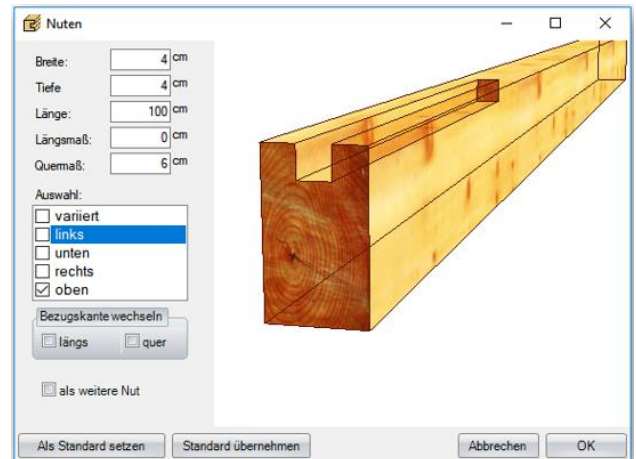 Nuten
Breite: 4 cm
Tiefe 4 cm
Länge: 100 cm
Längsmaß: 0 cm
Quermaß: 6 cm
Auswahl:
variiert
links
unten
rechts
oben
Bezugskante wechseln
längs quer
als weitere Nut
Als Standard setzen Standard übernehmen Abbrechen OK